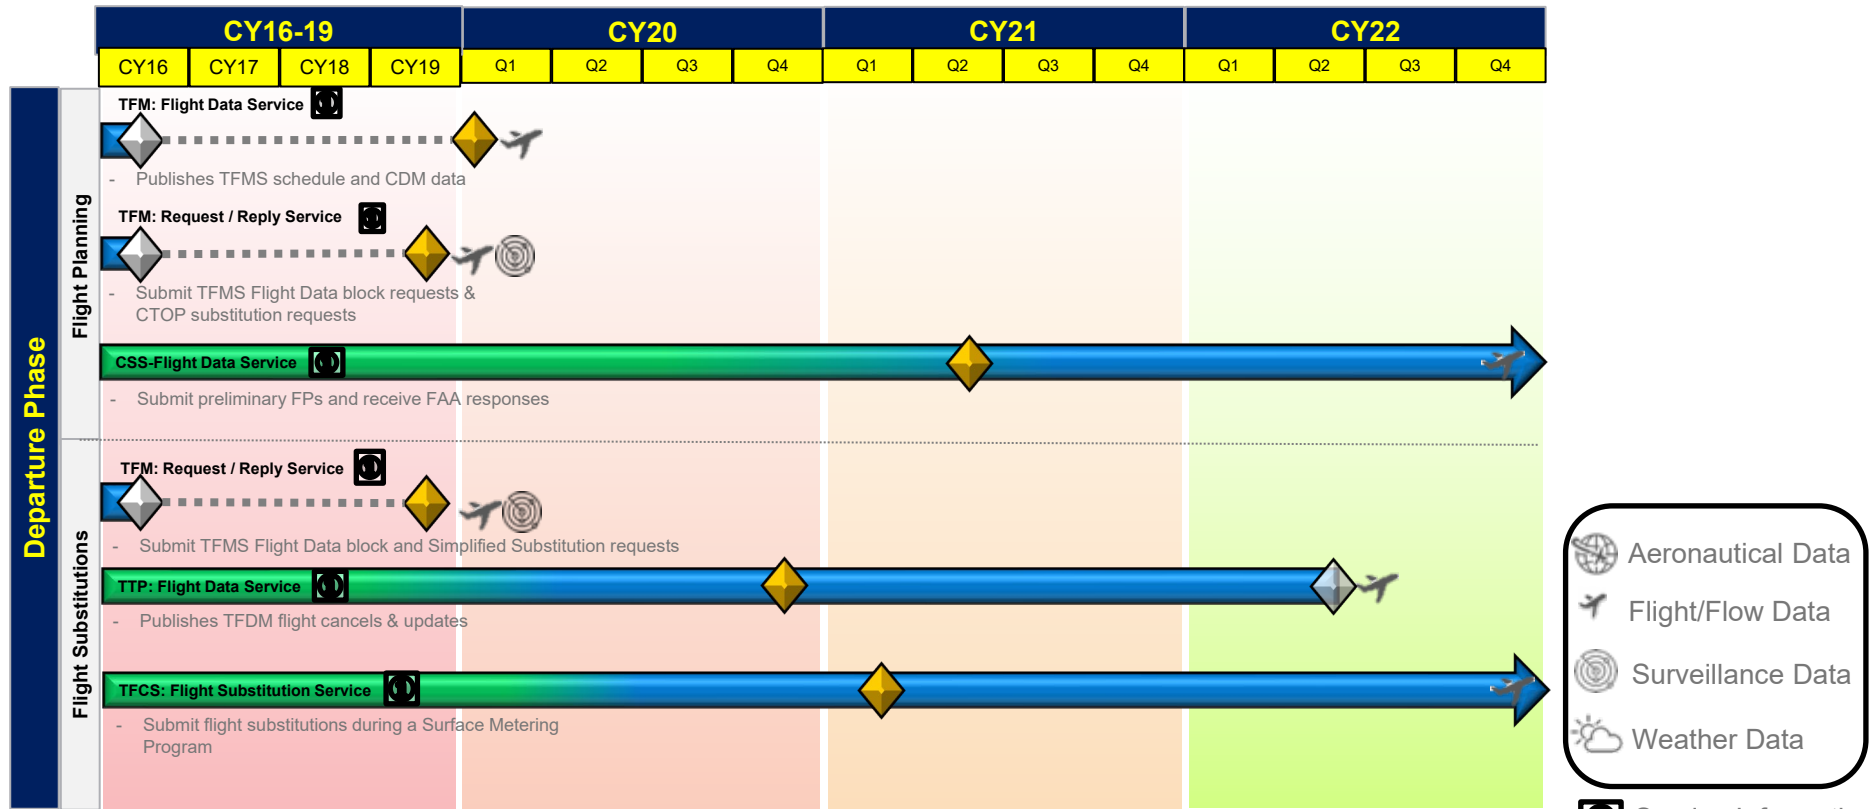 CY16-19 CY20 CY21 CY22
CY16 CY17 CY18 CY19 Q1 Q2 Q3 Q4 Q1 Q2 Q3 Q4 Q1 Q2 Q3 Q4
Departure Phase
Flight Planning
TFM: Flight Data Service
- Publishes TFMS schedule and CDM data
TFM: Request / Reply Service
- Submit TFMS Flight Data block requests &
CTOP substitution requests
CSS-Flight Data Service
- Submit preliminary FPs and receive FAA responses
Flight Substitutions
TFM: Request / Reply Service
- Submit TFMS Flight Data block and Simplified Substitution requests
TTP: Flight Data Service
- Publishes TFDM flight cancels & updates
TFCS: Flight Substitution Service
- Submit flight substitutions during a Surface Metering
Program
Aeronautical Data
Flight/Flow Data
Surveillance Data
Weather Data